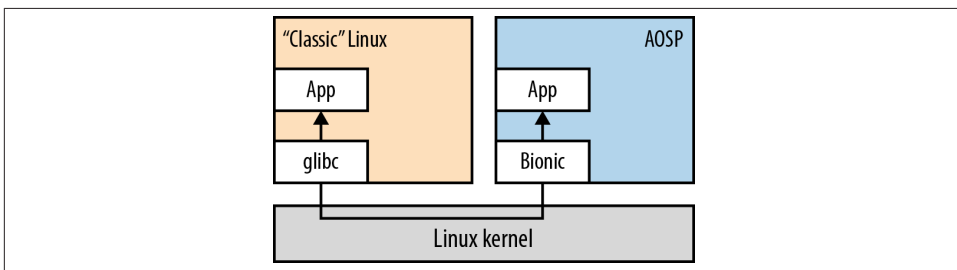 “Classic” Linux
App
glibc
AOSP
App
Bionic
Linux kernel